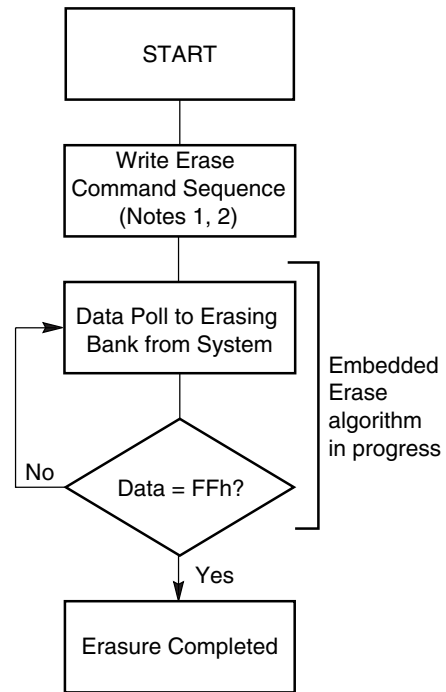 START
Write Erase
Command Sequence
(Notes 1, 2)
Data Poll to Erasing
Bank from System
Embedded
Erase
algorithm
in progress
No
Data = FFh?
Yes
Erasure Completed